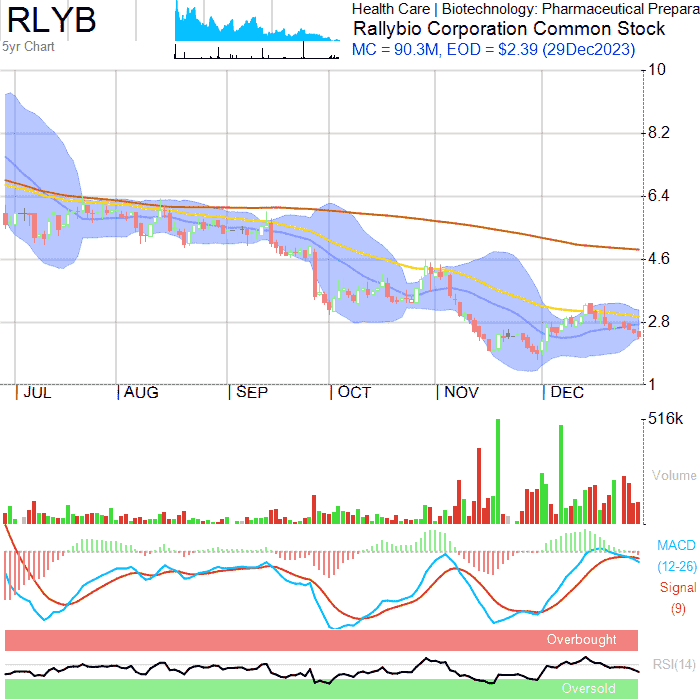 RLYB
5yr Chart
Health Care | Biotechnology: Pharmaceutical Prepara
Rallybio Corporation Common Stock
MC = 90.3M, EOD = $2.39 (29Dec2023)
10
8.2
6.4
4.6
2.8
1
JUL AUG SEP OCT NOV DEC
516k
Volume
MACD
(12-26)
Signal
(9)
Overbought
RSI(14)
Oversold